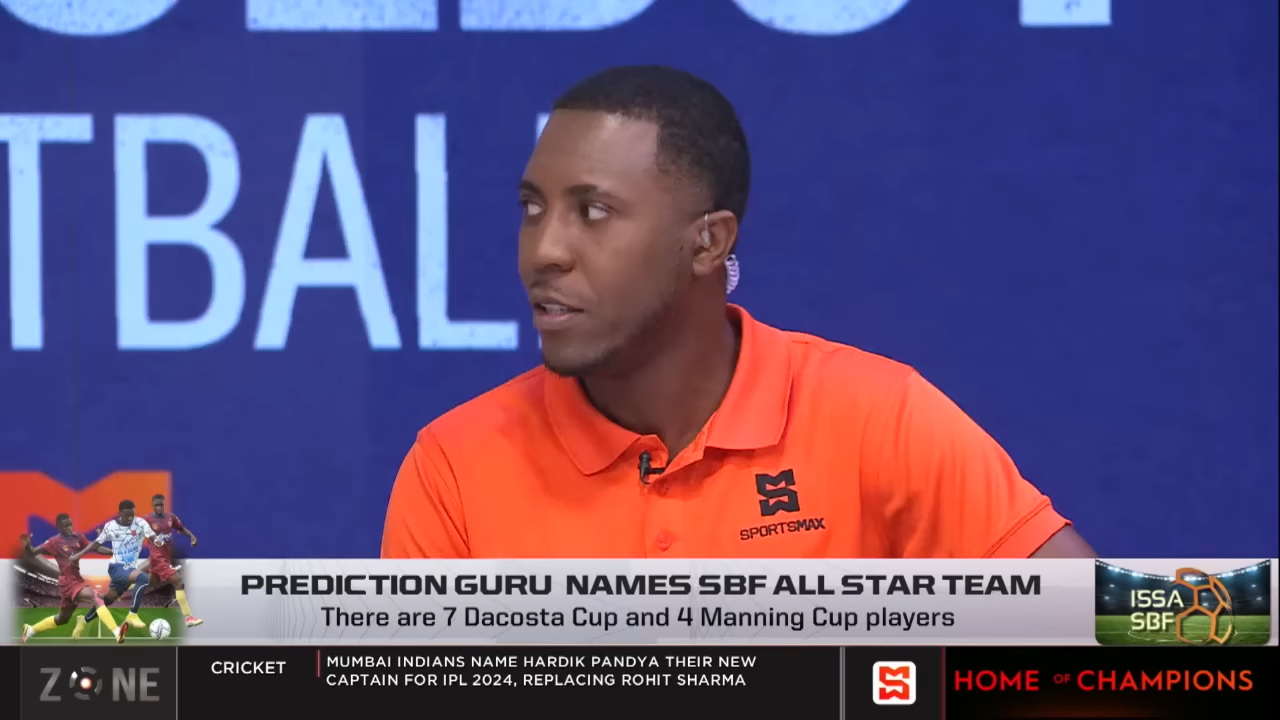 TBALL
SPORTSMAX
PREDICTION GURU NAMES SBF ALL STAR TEAM
There are 7 Dacosta Cup and 4 Manning Cup players
ISSA
SBF
ZONE
CRICKET
MUMBAI INDIANS NAME HARDIK PANDYA THEIR NEW
CAPTAIN FOR IPL 2024, REPLACING ROHIT SHARMA
HOME OF CHAMPIONS